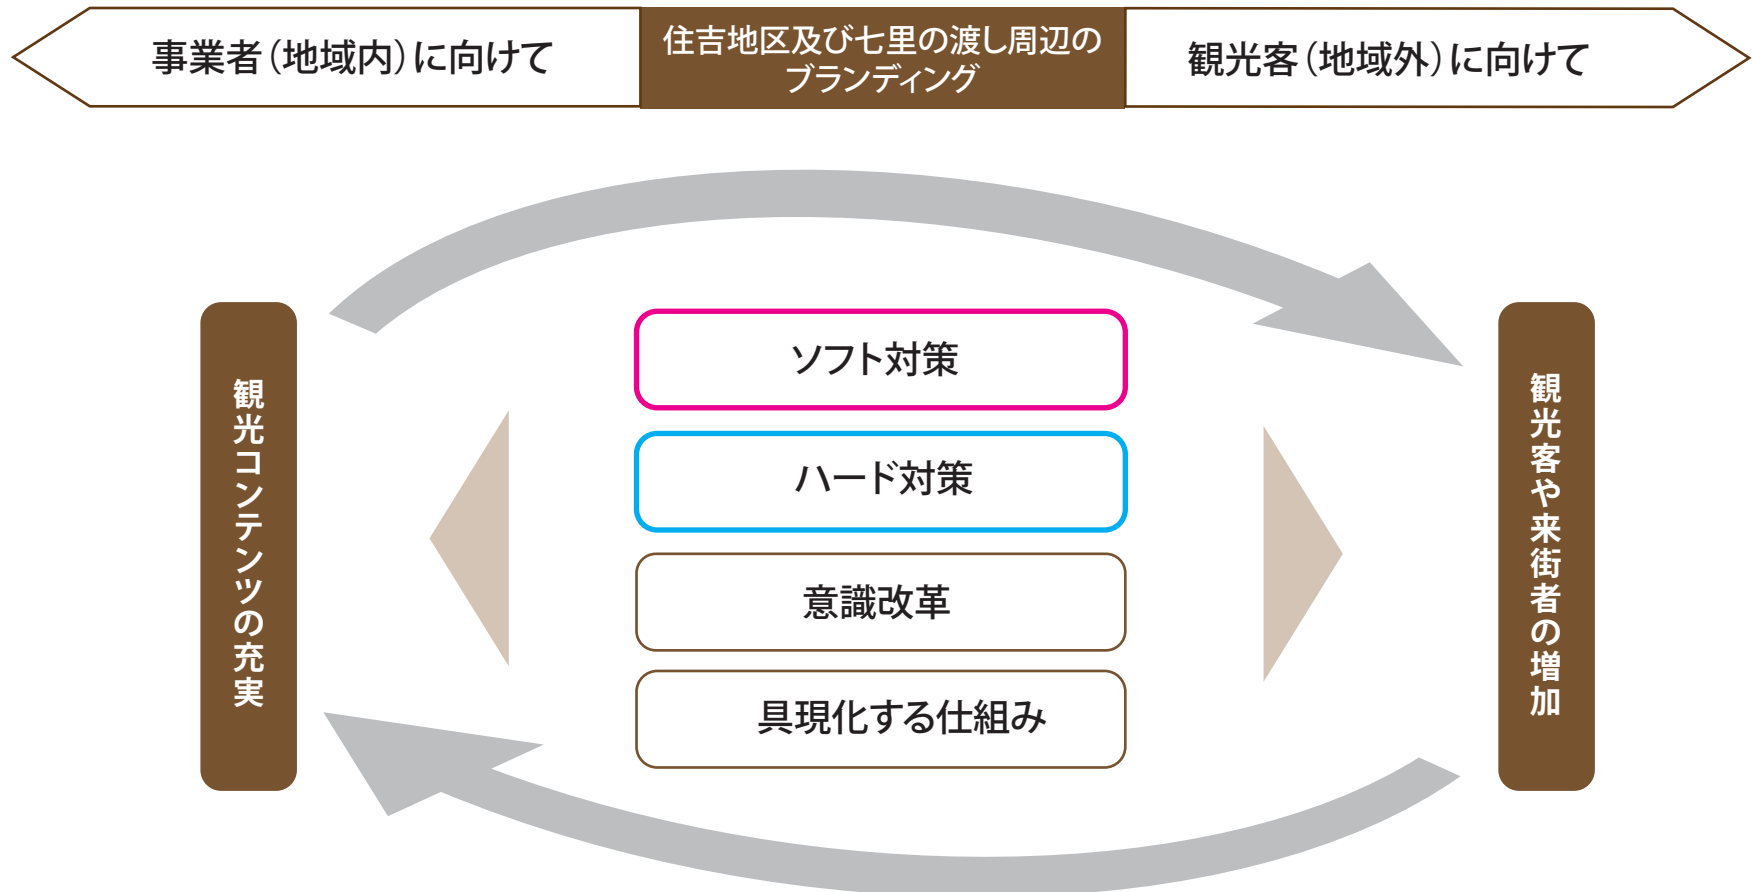 事業者（地域内）に向けて
住吉地区及び七里の渡し周辺の
ブランディング
観光客（地域外）に向けて
観光コンテンツの充実
ソフト対策
ハード対策
意識改革
具現化する仕組み
観光客や来街者の増加